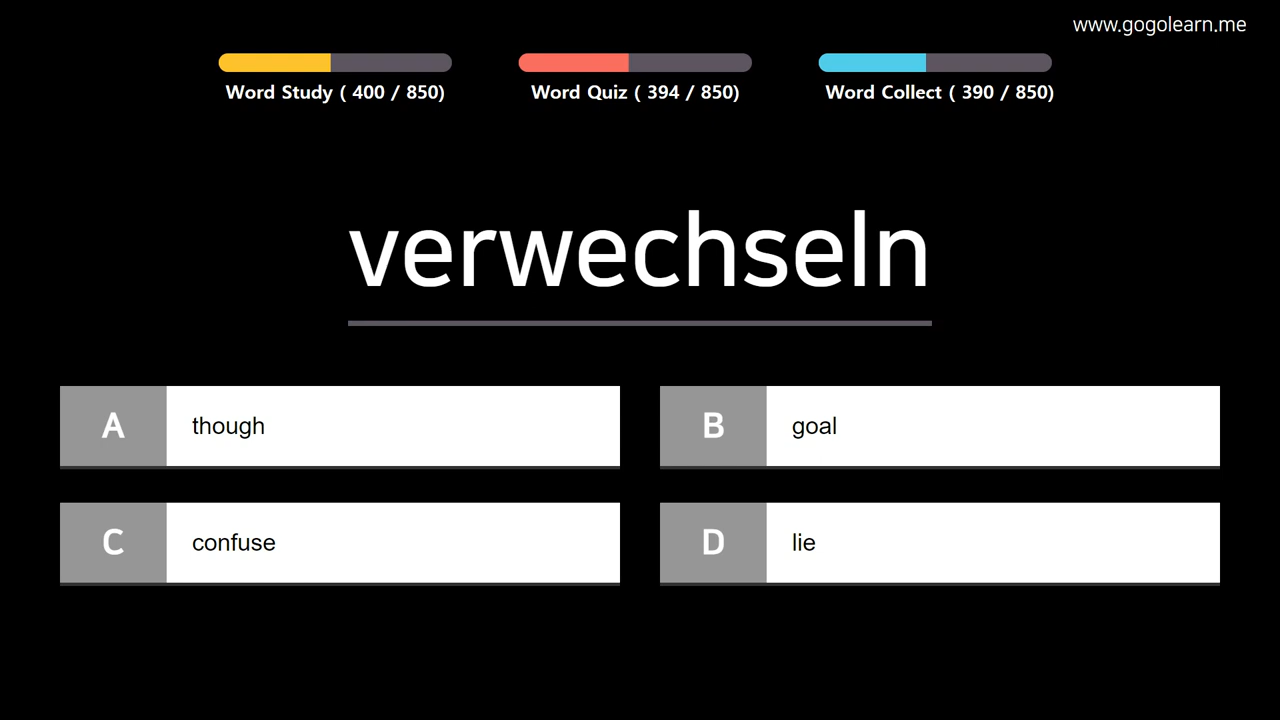 www.gogolearn.me
Word Study ( 400 / 850)
Word Quiz ( 394 / 850)
Word Collect ( 390 / 850)
verwechseln
A though
B goal
C confuse
D lie